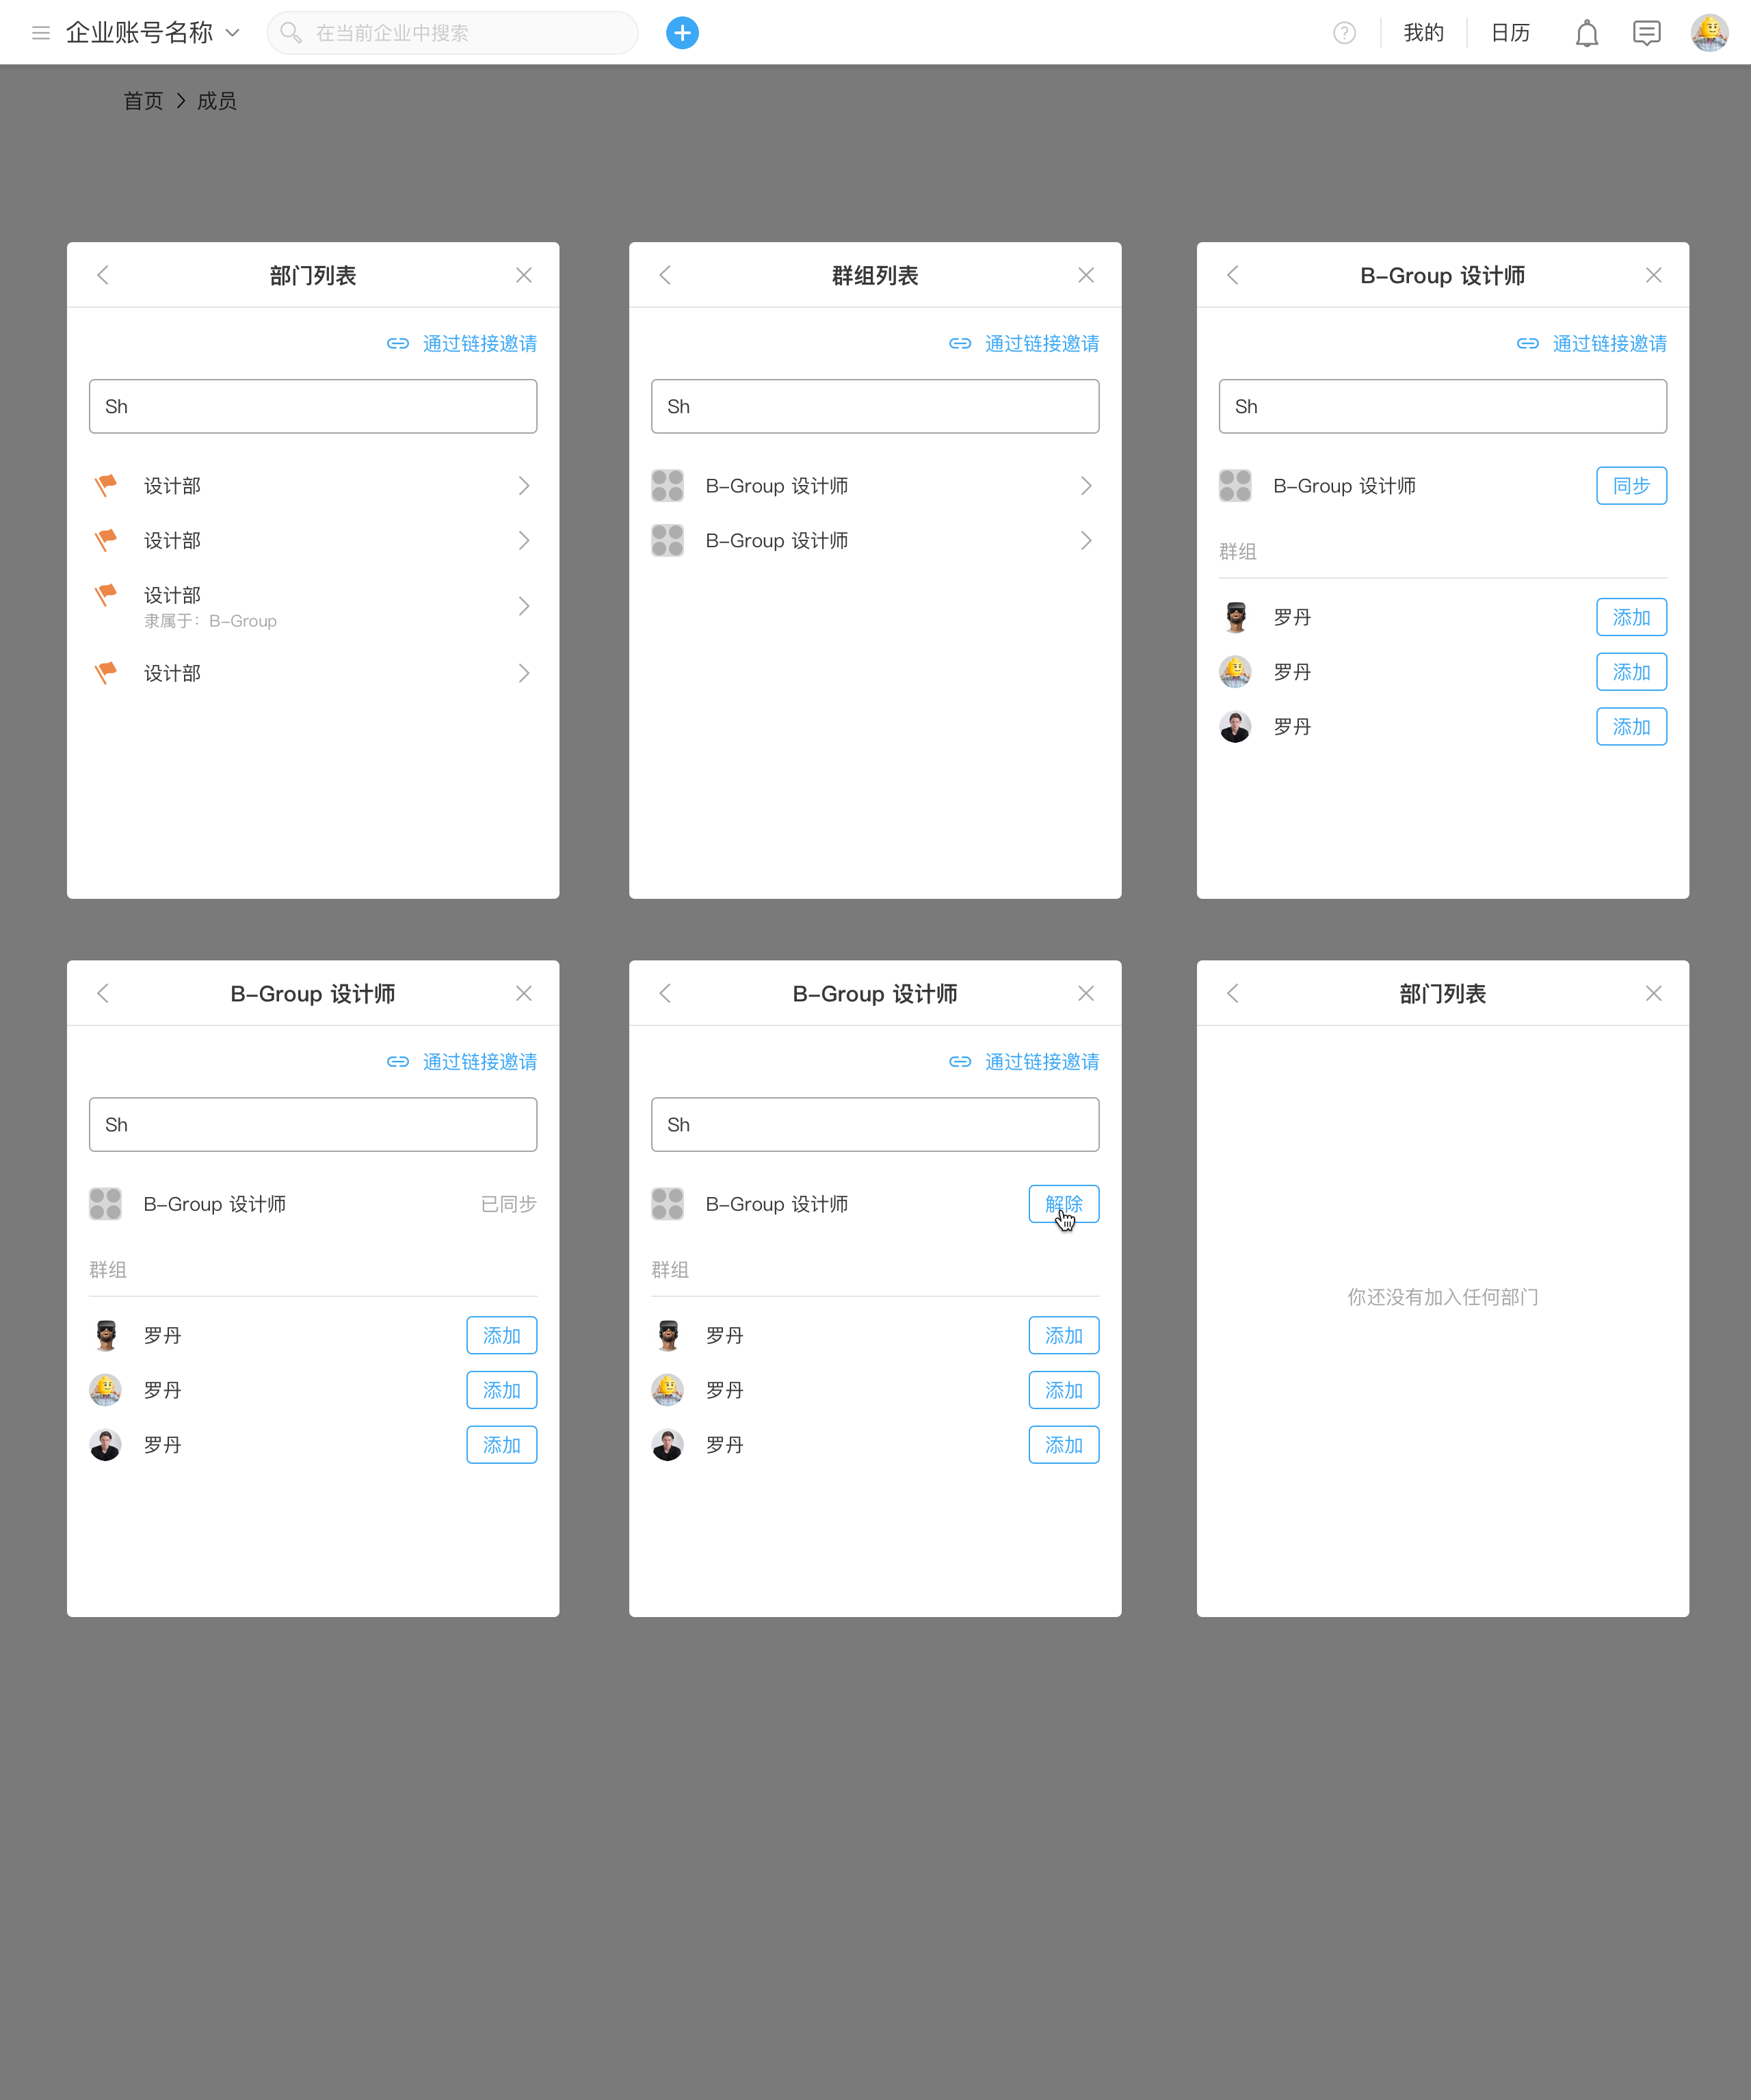 企业账号名称
在当前企业中搜索
我的
日历
首页 > 成员
部门列表
通过链接邀请
Sh
设计部
设计部
设计部
隶属于：B-Group
设计部
群组列表
通过链接邀请
Sh
B-Group 设计师
B-Group 设计师
B-Group 设计师
通过链接邀请
Sh
B-Group 设计师 同步
群组
罗丹 添加
罗丹 添加
罗丹 添加
B-Group 设计师
通过链接邀请
Sh
B-Group 设计师 已同步
群组
罗丹 添加
罗丹 添加
罗丹 添加
B-Group 设计师
通过链接邀请
Sh
B-Group 设计师 解除
群组
罗丹 添加
罗丹 添加
罗丹 添加
部门列表
你还没有加入任何部门